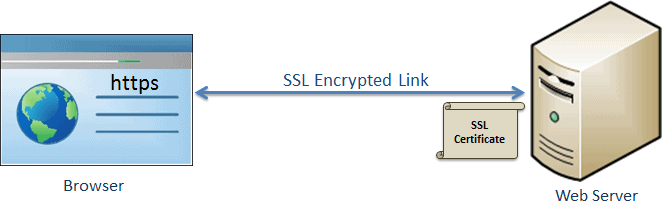 https
SSL Encrypted Link
SSL
Certificate
Browser
Web Server